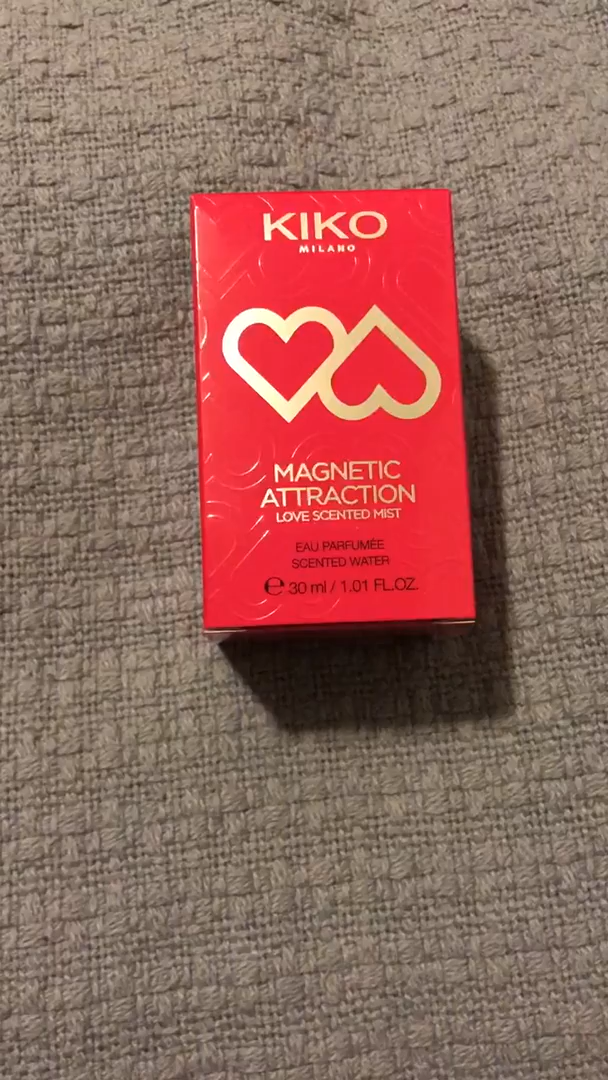 KIKO
MILANO
MAGNETIC
ATTRACTION
LOVE SCENTED MIST
EAU PARFUMÉE
SCENTED WATER
℮ 30 ml / 1.01 FL.OZ.